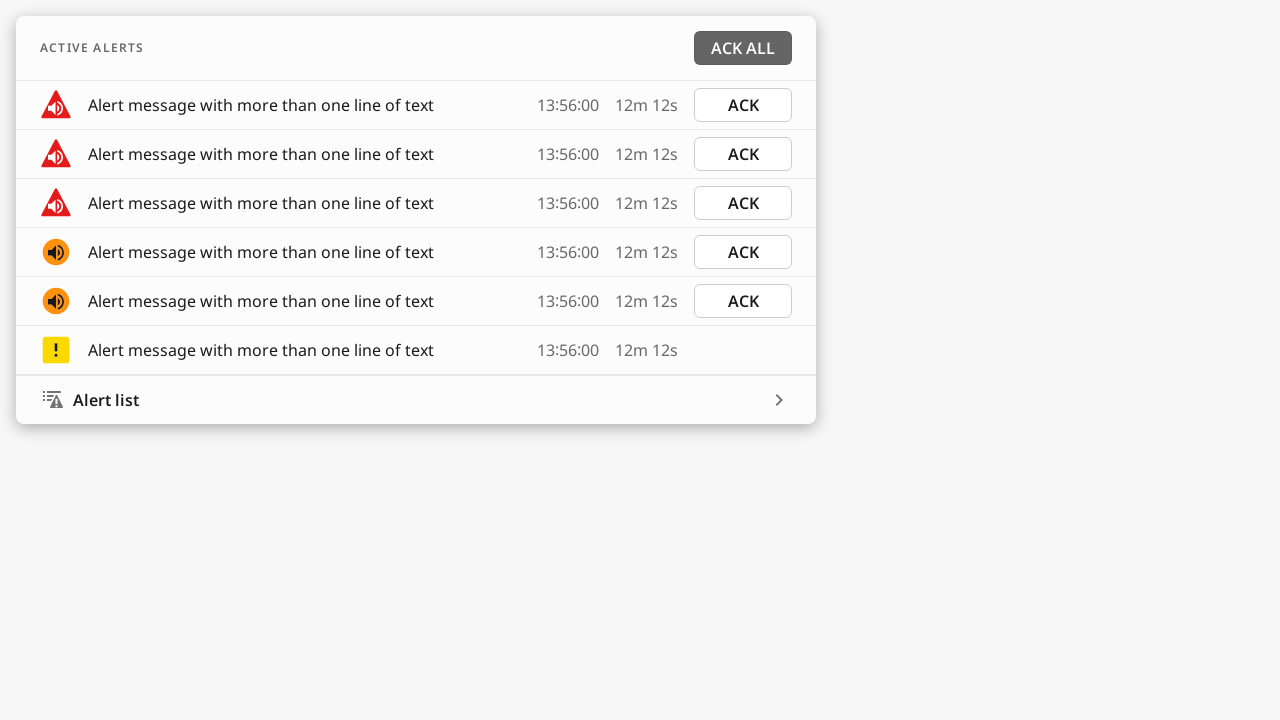 ACTIVE ALERTS ACK ALL
Alert message with more than one line of text 13:56:00 12m 12s ACK
Alert message with more than one line of text 13:56:00 12m 12s ACK
Alert message with more than one line of text 13:56:00 12m 12s ACK
Alert message with more than one line of text 13:56:00 12m 12s ACK
Alert message with more than one line of text 13:56:00 12m 12s ACK
Alert message with more than one line of text 13:56:00 12m 12s
Alert list